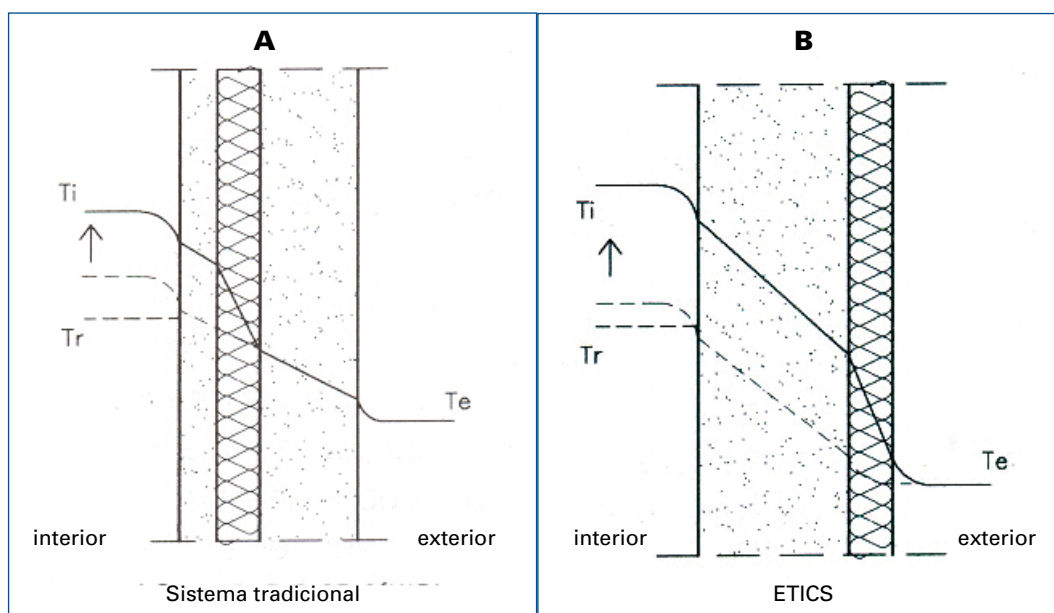 A
Ti
Tr
Te
interior
exterior
Sistema tradicional
B
Ti
Tr
Te
interior
exterior
ETICS